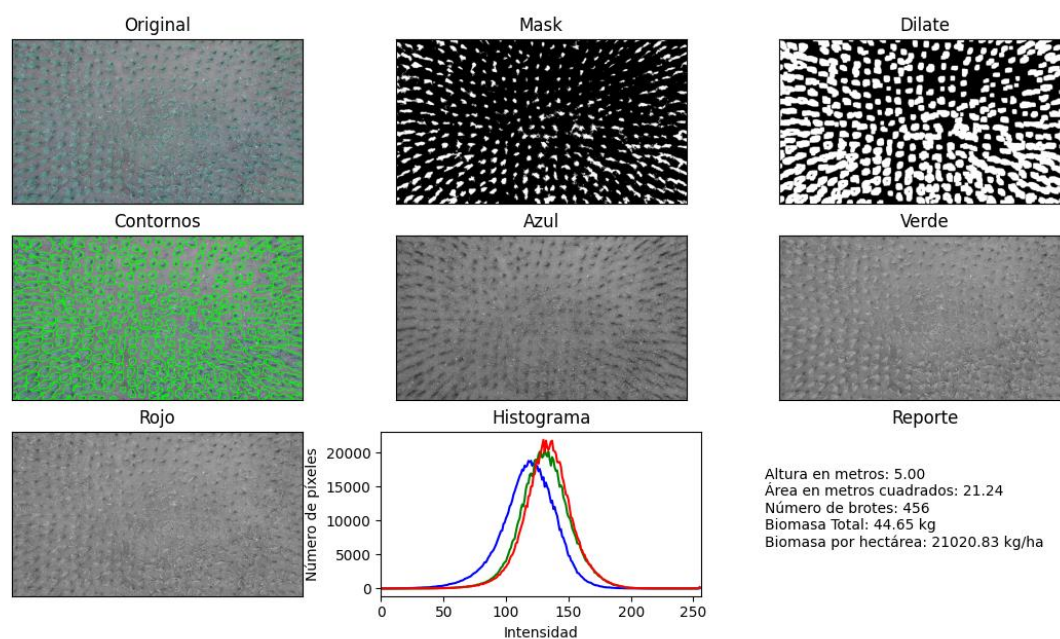 Original
Mask
Dilate
Contornos
Azul
Verde
Rojo
Histograma
Reporte
Número de píxeles
20000
15000
10000
5000
0
0
50
100
150
200
250
Intensidad
Altura en metros: 5.00
Área en metros cuadrados: 21.24
Número de brotes: 456
Biomasa Total: 44.65 kg
Biomasa por hectárea: 21020.83 kg/ha